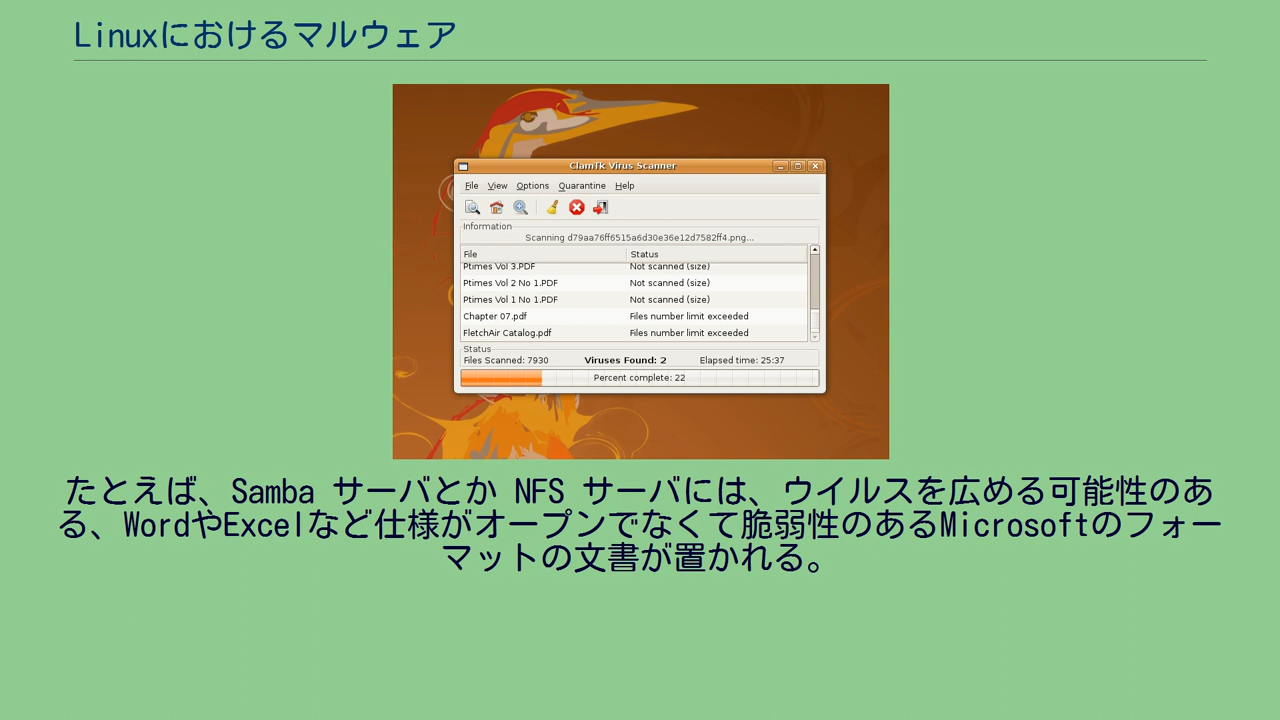 Linuxにおけるマルウェア
ClamTk Virus Scanner
File View Options Quarantine Help
Information
Scanning d79aa76ff6515a6d30e36e12d7582ff4.png...
File Status
Ptimes Vol 3.PDF Not scanned (size)
Ptimes Vol 2 No 1.PDF Not scanned (size)
Ptimes Vol 1 No 1.PDF Not scanned (size)
Chapter 07.pdf Files number limit exceeded
FletchAir Catalog.pdf Files number limit exceeded
Status
Files Scanned: 7930 Viruses Found: 2 Elapsed time: 25:37
Percent complete: 22
たとえば、Samba サーバとか NFS サーバには、ウイルスを広める可能性のあ
る、WordやExcelなど仕様がオープンでなくて脆弱性のあるMicrosoftのフォー
マットの文書が置かれる。